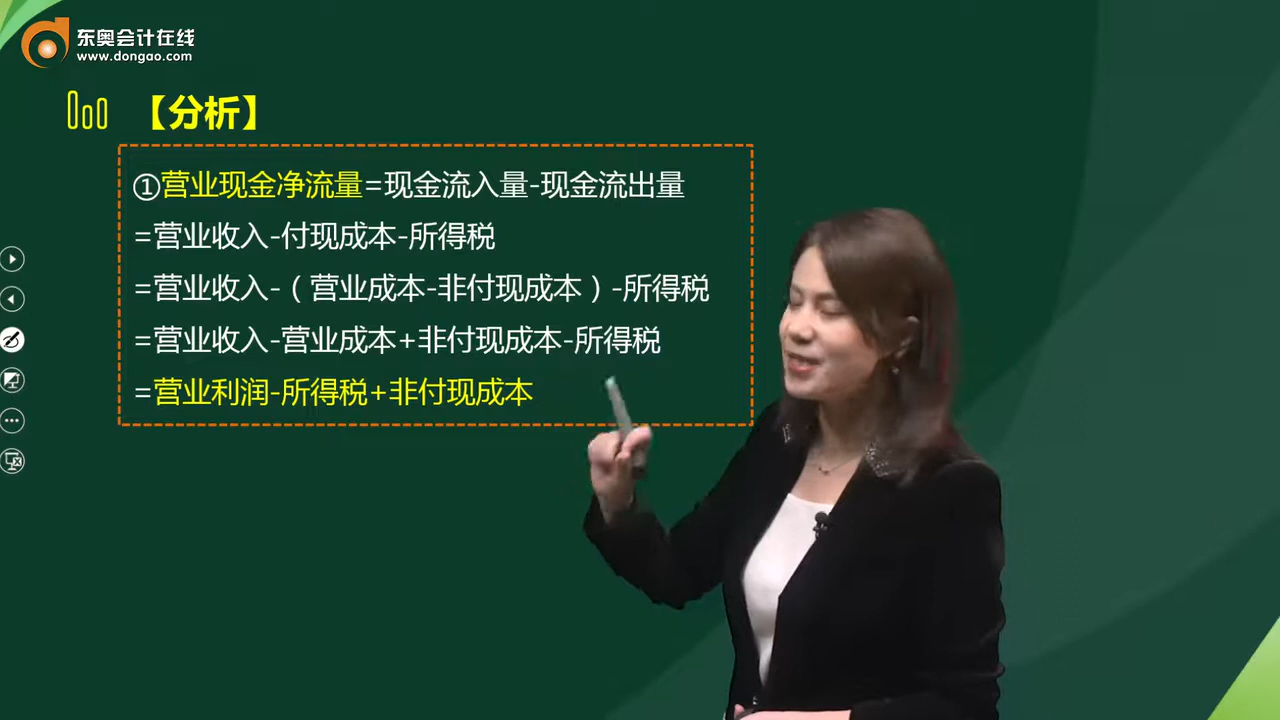 东奥会计在线
www.dongao.com
【分析】
①营业现金净流量=现金流入量-现金流出量
=营业收入-付现成本-所得税
=营业收入-（营业成本-非付现成本）-所得税
=营业收入-营业成本+非付现成本-所得税
=营业利润-所得税+非付现成本